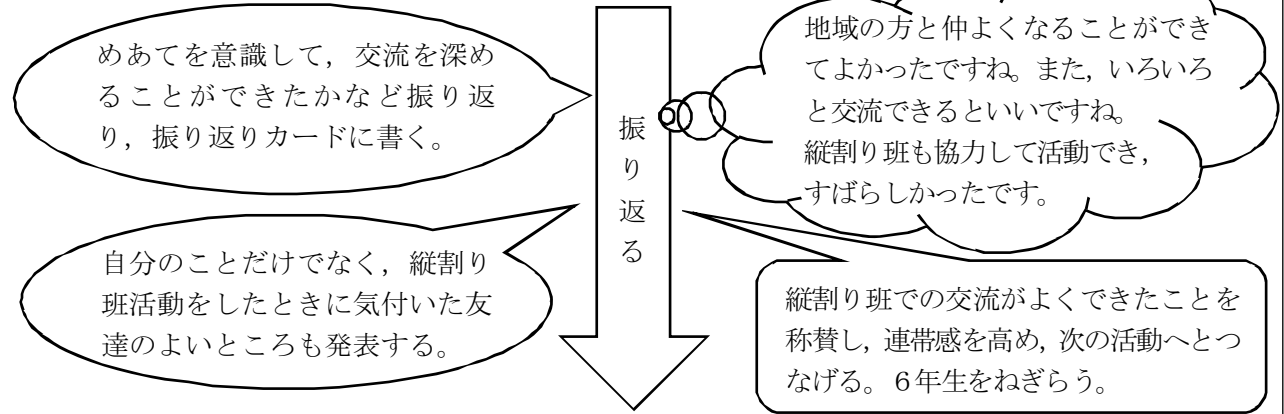 めあてを意識して，交流を深め
ることができたかなど振り返
り，振り返りカードに書く。
地域の方と仲よくなることができ
てよかったですね。また，いろいろ
と交流できるといいですね。
縦割り班も協力して活動でき，
すばらしかったです。
振り返る
自分のことだけでなく，縦割り
班活動をしたときに気付いた友
達のよいところも発表する。
縦割り班での交流がよくできたことを
称賛し，連帯感を高め，次の活動へとつ
なげる。６年生をねぎらう。